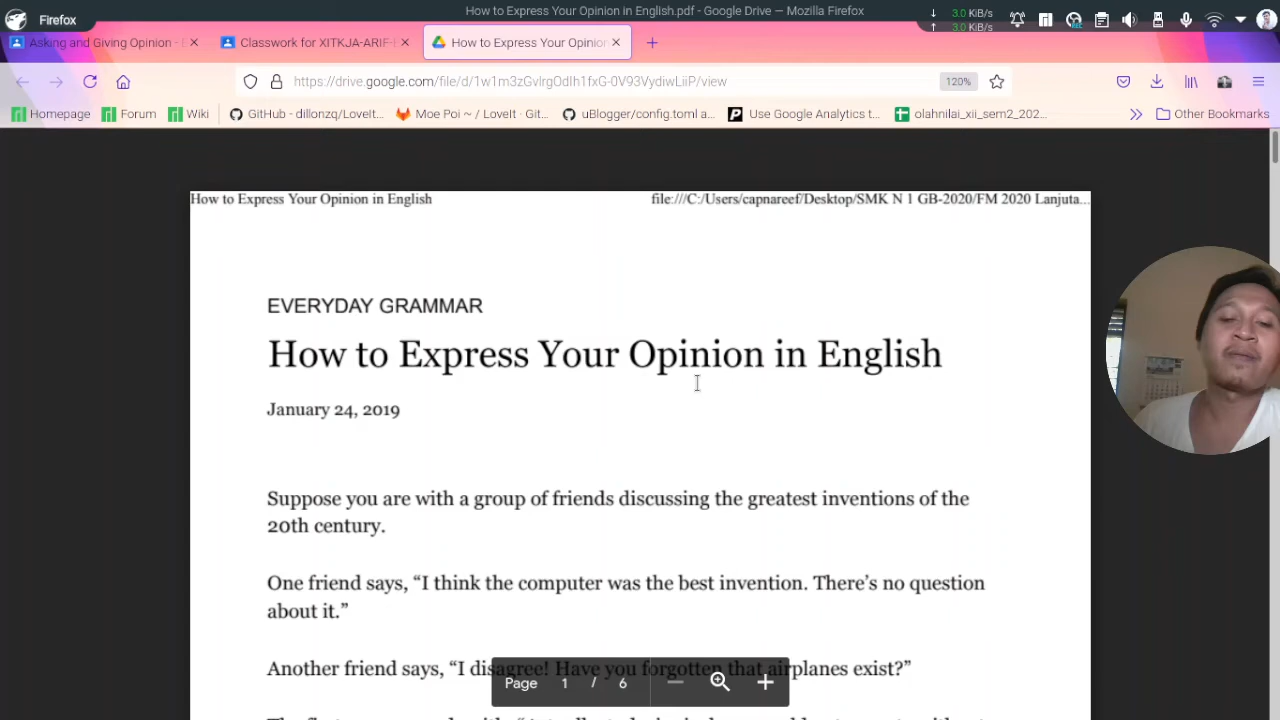 How to Express Your Opinion in English.pdf - Google Drive — Mozilla Firefox
Firefox
3.0 KiB/s
3.0 KiB/s
Asking and Giving Opinion -
Classwork for XITKJA-ARIF-
How to Express Your Opinion
https://drive.google.com/file/d/1w1m3zGvlrgOdIh1fxG-0V93VydiwLiiP/view
120%
Homepage
Forum
Wiki
GitHub - dillonzq/LoveIt...
Moe Poi ~ / LoveIt · Git...
uBlogger/config.toml a...
Use Google Analytics t...
olahnilai_xii_sem2_202...
Other Bookmarks
How to Express Your Opinion in English
file:///C:/Users/capnareef/Desktop/SMK N 1 GB-2020/FM 2020 Lanjuta...
EVERYDAY GRAMMAR
How to Express Your Opinion in English
January 24, 2019
Suppose you are with a group of friends discussing the greatest inventions of the
20th century.
One friend says, “I think the computer was the best invention. There’s no question
about it.”
Another friend says, “I disagree! Have you forgotten that airplanes exist?”
Page 1 / 6